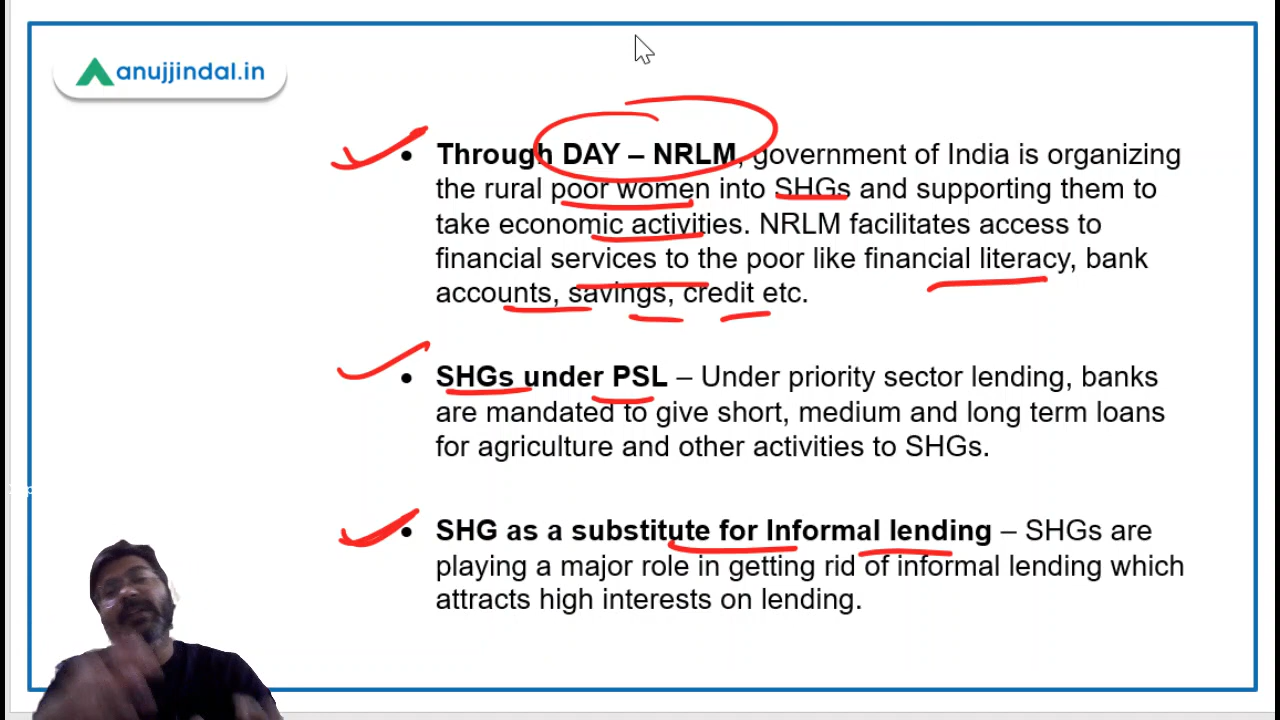 anujjindal.in
• Through DAY – NRLM, government of India is organizing
the rural poor women into SHGs and supporting them to
take economic activities. NRLM facilitates access to
financial services to the poor like financial literacy, bank
accounts, savings, credit etc.
• SHGs under PSL – Under priority sector lending, banks
are mandated to give short, medium and long term loans
for agriculture and other activities to SHGs.
• SHG as a substitute for Informal lending – SHGs are
playing a major role in getting rid of informal lending which
attracts high interests on lending.